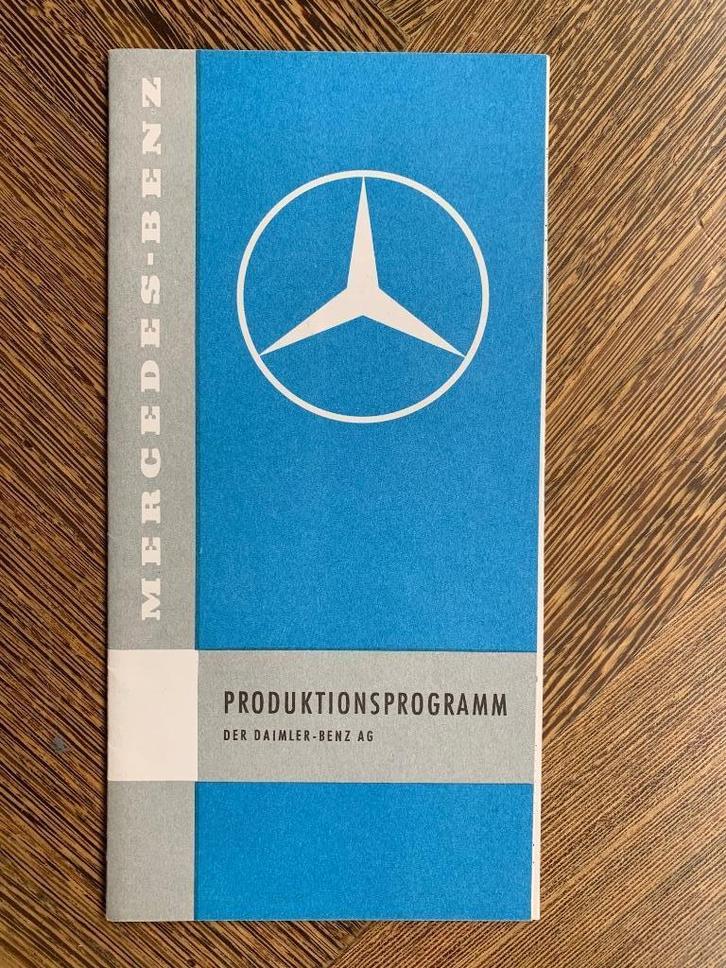 MERCEDES-BENZ
PRODUKTIONSPROGRAMM
DER DAIMLER-BENZ AG